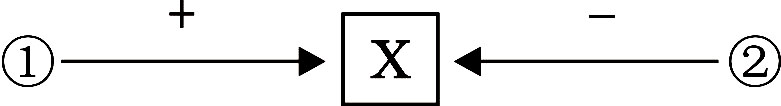 + −
① X ②